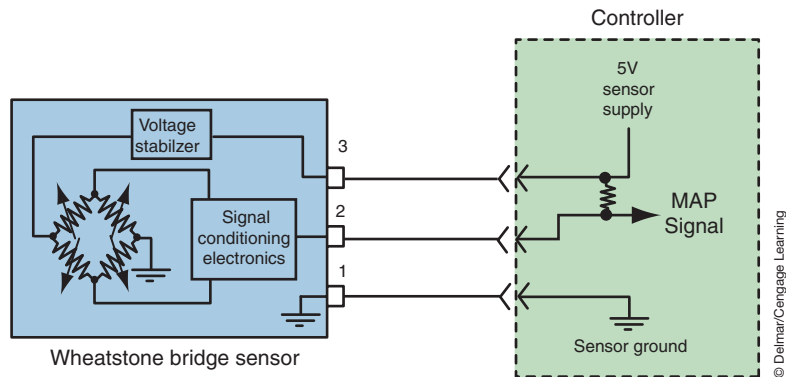 Controller
5V
sensor
supply
Voltage
stabilzer
3
2
1
Signal
conditioning
electronics
MAP
Signal
Sensor ground
Wheatstone bridge sensor
© Delmar/Cengage Learning